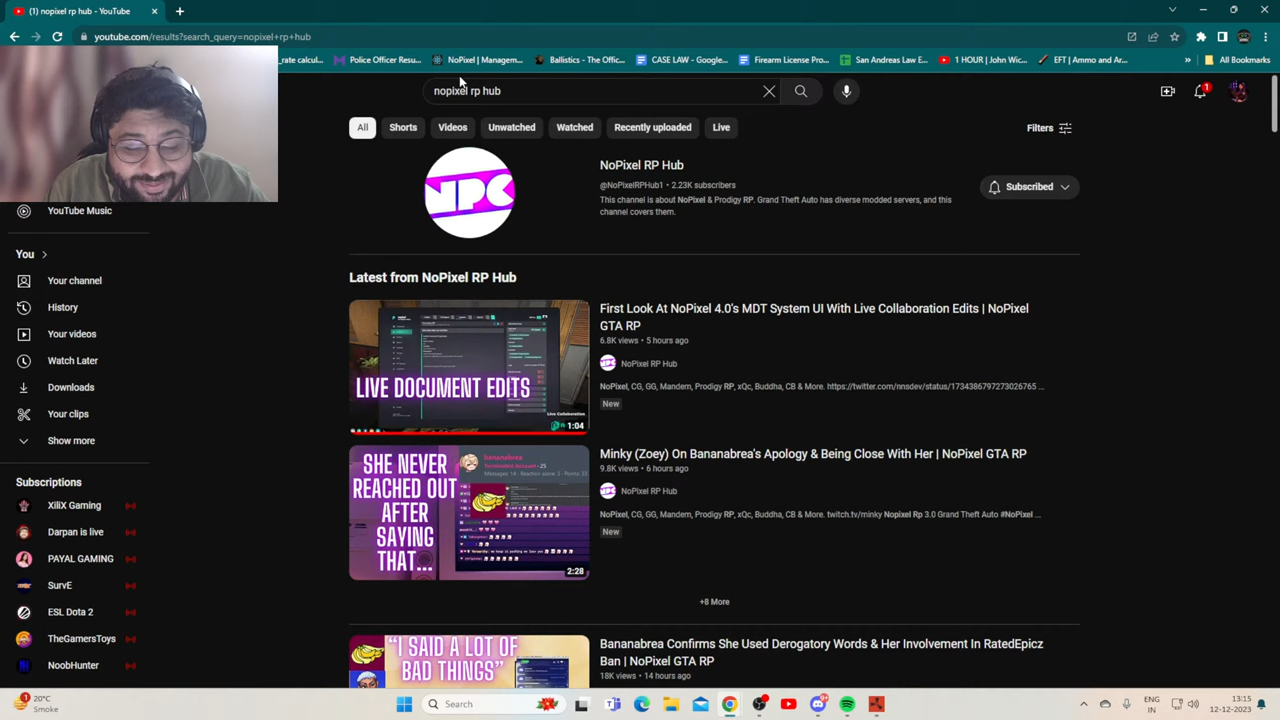 (1) nopixel rp hub - YouTube
youtube.com/results?search_query=nopixel+rp+hub
_rate calcul...
Police Officer Resu...
NoPixel | Managem...
Ballistics - The Offic...
CASE LAW - Google...
Firearm License Pro...
San Andreas Law E...
1 HOUR | John Wic...
EFT | Ammo and Ar...
»
All Bookmarks
nopixel rp hub
1
All
Shorts
Videos
Unwatched
Watched
Recently uploaded
Live
Filters
NPC
NoPixel RP Hub
@NoPixelRPHub1 • 2.23K subscribers
This channel is about NoPixel & Prodigy RP. Grand Theft Auto has diverse modded servers, and this
channel covers them.
Subscribed
YouTube Music
You
Your channel
History
Your videos
Watch Later
Downloads
Your clips
Show more
Subscriptions
XiliX Gaming
Darpan is live
PAYAL GAMING
SurvE
ESL Dota 2
TheGamersToys
NoobHunter
Latest from NoPixel RP Hub
LIVE DOCUMENT EDITS
Live Collaboration
1:04
First Look At NoPixel 4.0's MDT System UI With Live Collaboration Edits | NoPixel
GTA RP
6.8K views • 5 hours ago
NPC
NoPixel RP Hub
NoPixel, CG, GG, Mandem, Prodigy RP, xQc, Buddha, CB & More. https://twitter.com/nnsdev/status/1734386797273026765 ...
New
SHE NEVER
REACHED OUT
AFTER
SAYING
THAT...
bananabrea
2:28
Minky (Zoey) On Bananabrea's Apology & Being Close With Her | NoPixel GTA RP
9.8K views • 6 hours ago
NPC
NoPixel RP Hub
NoPixel, CG, GG, Mandem, Prodigy RP, xQc, Buddha, CB & More. twitch.tv/minky Nopixel Rp 3.0 Grand Theft Auto #NoPixel ...
New
+8 More
"I SAID A LOT OF
BAD THINGS"
Bananabrea Confirms She Used Derogatory Words & Her Involvement In RatedEpicz
Ban | NoPixel GTA RP
18K views • 14 hours ago
1
20°C
Smoke
Search
ENG
IN
13:15
12-12-2023